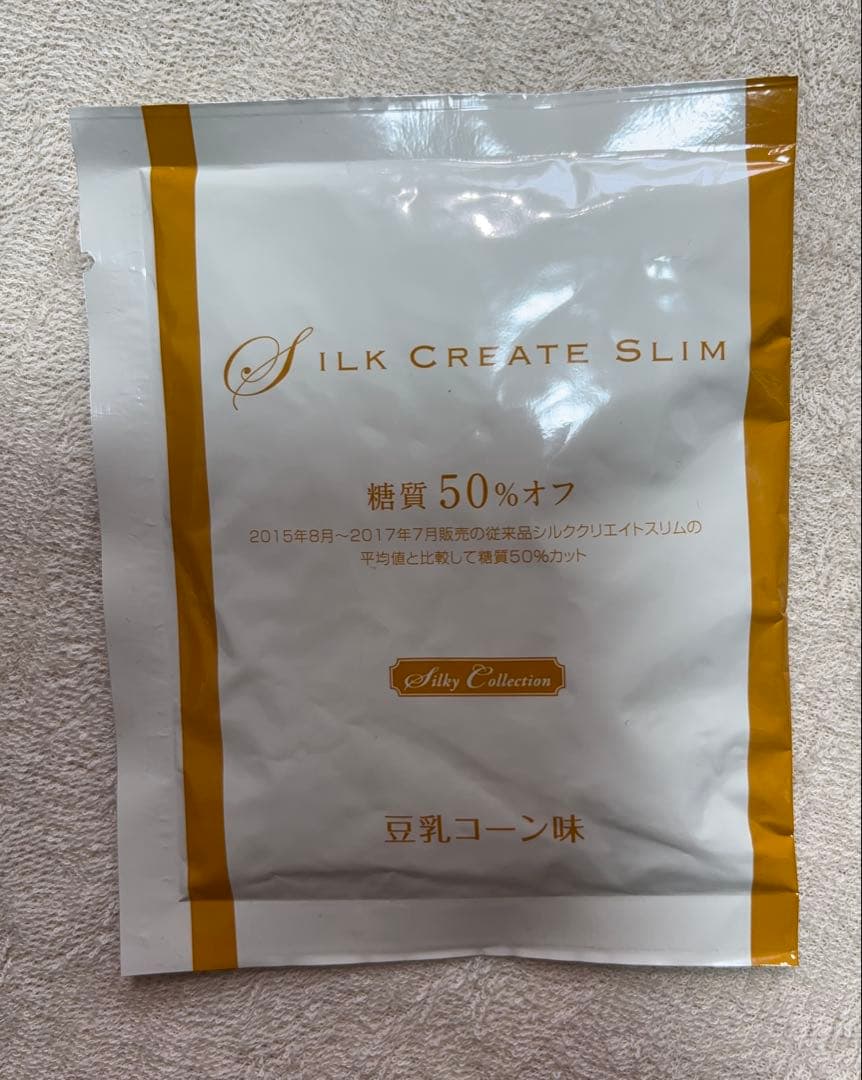 SILK CREATE SLIM
糖質 50%オフ
2015年8月〜2017年7月販売の従来品シルククリエイトスリムの
平均値と比較して糖質50%カット
Silky Collection
豆乳コーン味